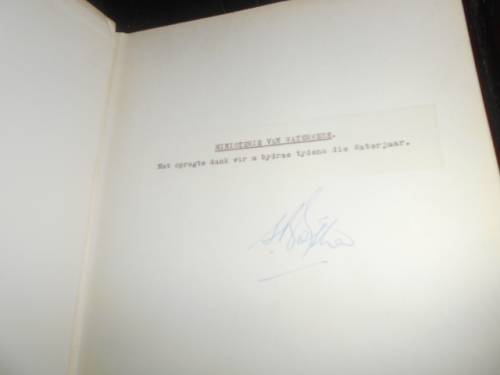 MINISTERIE VAN WATERWESE.
Met opregte dank vir u bydrae tydens die Waterjaar.